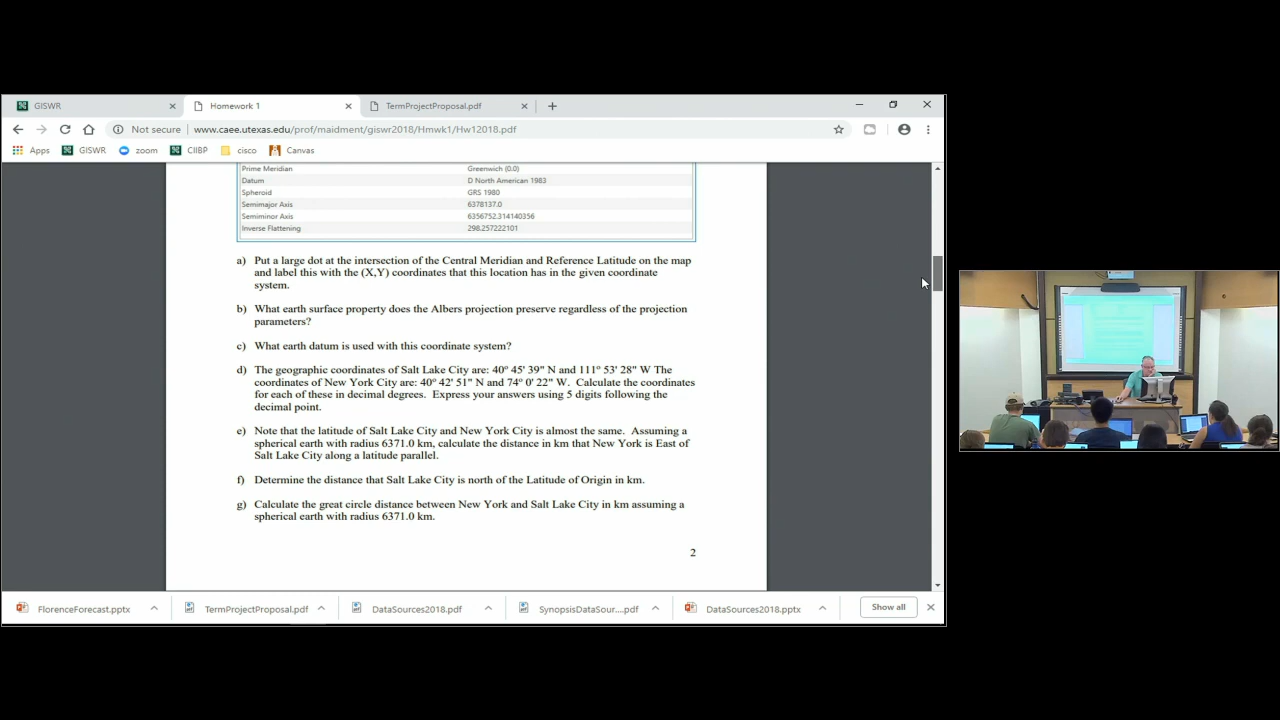 GISWR
Homework 1
TermProjectProposal.pdf
Not secure
www.caee.utexas.edu/prof/maidment/giswr2018/Hmwk1/Hw12018.pdf
Apps
GISWR
zoom
CIIBP
cisco
Canvas
Prime Meridian Greenwich (0.0)
Datum D North American 1983
Spheroid GRS 1980
Semimajor Axis 6378137.0
Semiminor Axis 6356752.314140356
Inverse Flattening 298.257222101
a) Put a large dot at the intersection of the Central Meridian and Reference Latitude on the map
and label this with the (X,Y) coordinates that this location has in the given coordinate
system.
b) What earth surface property does the Albers projection preserve regardless of the projection
parameters?
c) What earth datum is used with this coordinate system?
d) The geographic coordinates of Salt Lake City are: 40° 45' 39" N and 111° 53' 28" W The
coordinates of New York City are: 40° 42' 51" N and 74° 0' 22" W. Calculate the coordinates
for each of these in decimal degrees. Express your answers using 5 digits following the
decimal point.
e) Note that the latitude of Salt Lake City and New York City is almost the same. Assuming a
spherical earth with radius 6371.0 km, calculate the distance in km that New York is East of
Salt Lake City along a latitude parallel.
f) Determine the distance that Salt Lake City is north of the Latitude of Origin in km.
g) Calculate the great circle distance between New York and Salt Lake City in km assuming a
spherical earth with radius 6371.0 km.
2
FlorenceForecast.pptx
TermProjectProposal.pdf
DataSources2018.pdf
SynopsisDataSour....pdf
DataSources2018.pptx
Show all